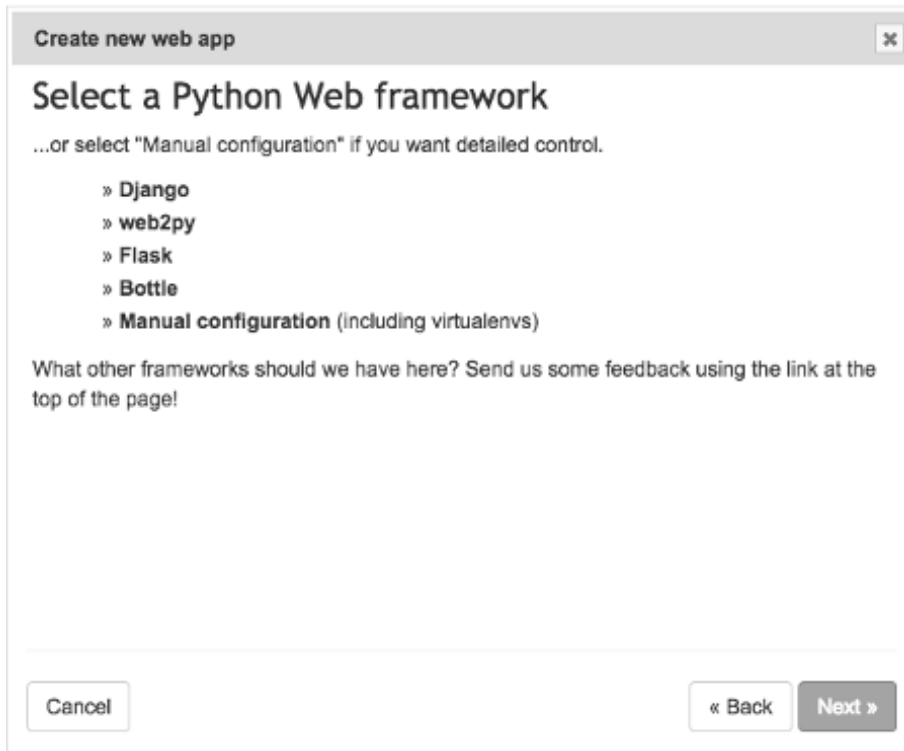 Create new web app
Select a Python Web framework
...or select "Manual configuration" if you want detailed control.
» Django
» web2py
» Flask
» Bottle
» Manual configuration (including virtualenvs)
What other frameworks should we have here? Send us some feedback using the link at the
top of the page!
Cancel
« Back
Next »